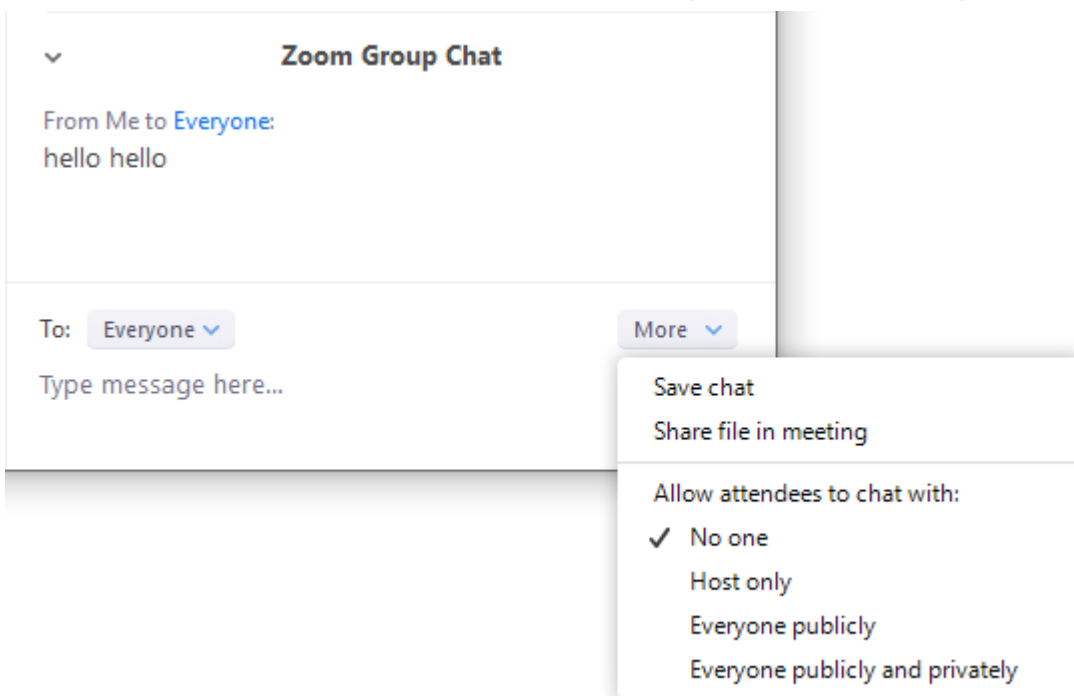 Zoom Group Chat
From Me to Everyone:
hello hello
To: Everyone
More
Type message here...
Save chat
Share file in meeting
Allow attendees to chat with:
No one
Host only
Everyone publicly
Everyone publicly and privately